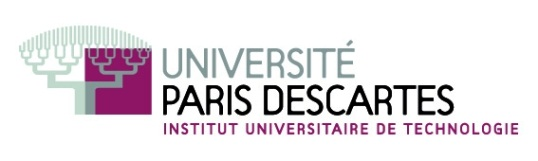 UNIVERSITÉ
PARIS DESCARTES
INSTITUT UNIVERSITAIRE DE TECHNOLOGIE